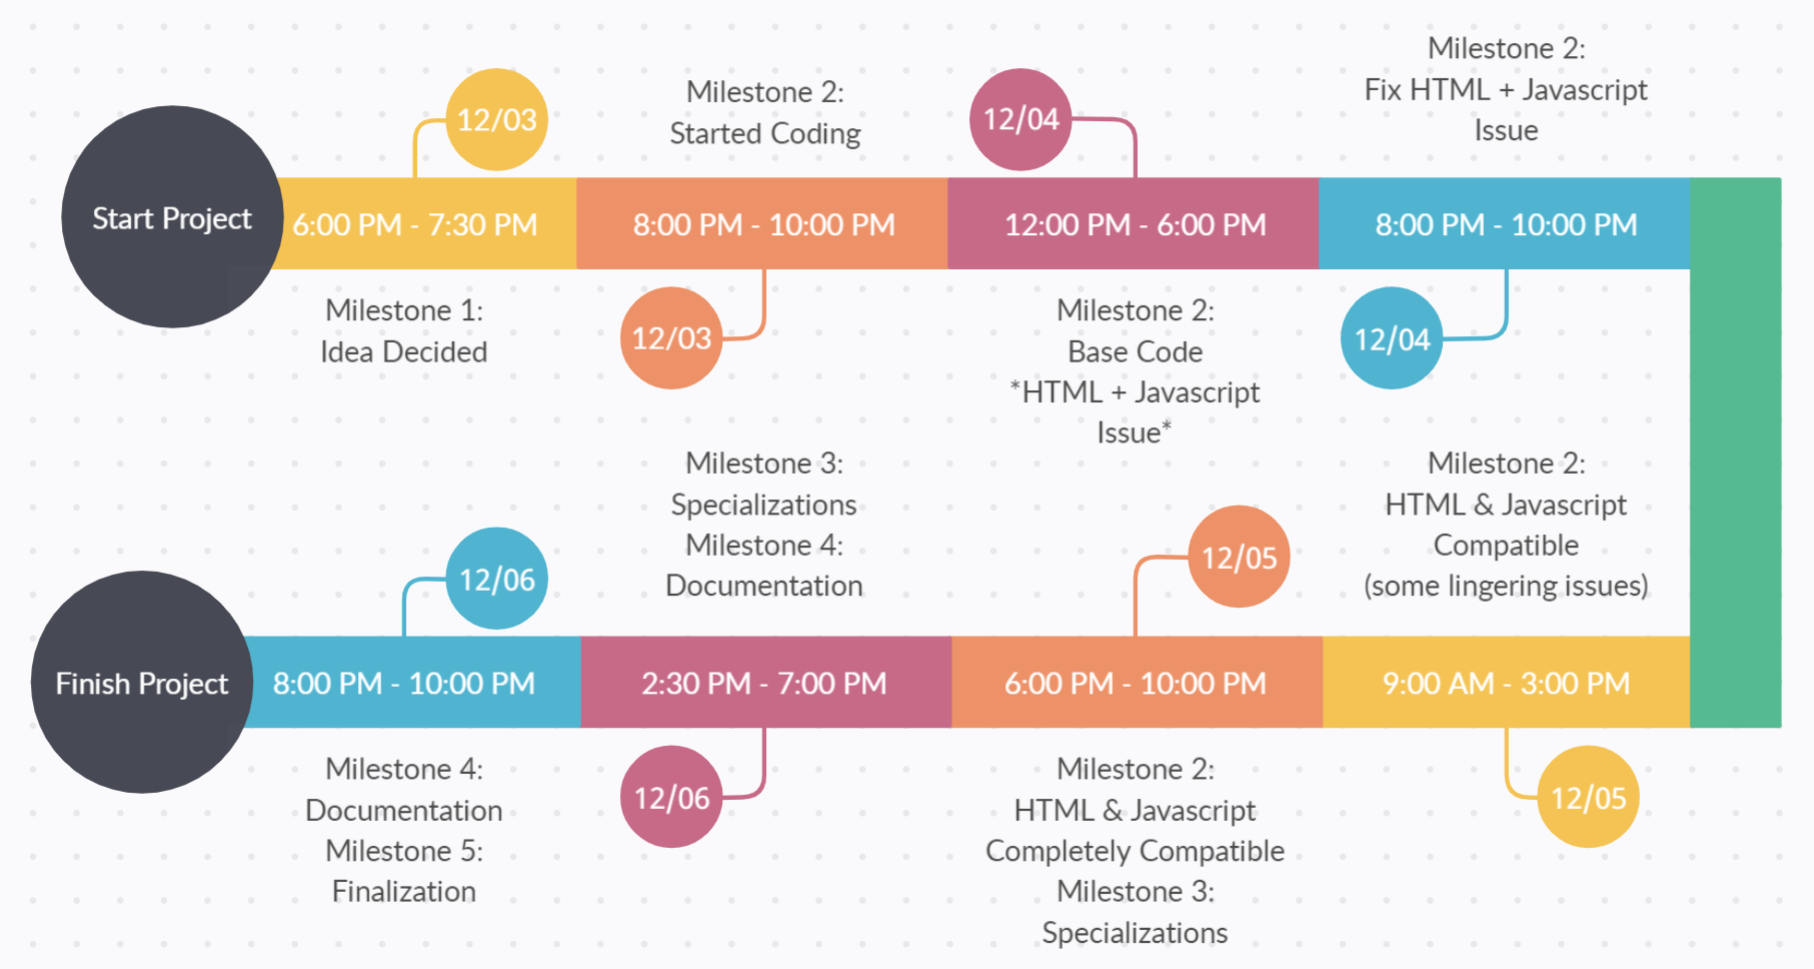 Start Project
12/03
6:00 PM - 7:30 PM
Milestone 1:
Idea Decided
Milestone 2:
Started Coding
8:00 PM - 10:00 PM
12/03
12/04
12:00 PM - 6:00 PM
Milestone 2:
Base Code
*HTML + Javascript
Issue*
Milestone 2:
Fix HTML + Javascript
Issue
8:00 PM - 10:00 PM
12/04
Milestone 2:
HTML & Javascript
Compatible
(some lingering issues)
9:00 AM - 3:00 PM
12/05
12/05
6:00 PM - 10:00 PM
Milestone 2:
HTML & Javascript
Completely Compatible
Milestone 3:
Specializations
Milestone 3:
Specializations
Milestone 4:
Documentation
2:30 PM - 7:00 PM
12/06
12/06
8:00 PM - 10:00 PM
Milestone 4:
Documentation
Milestone 5:
Finalization
Finish Project